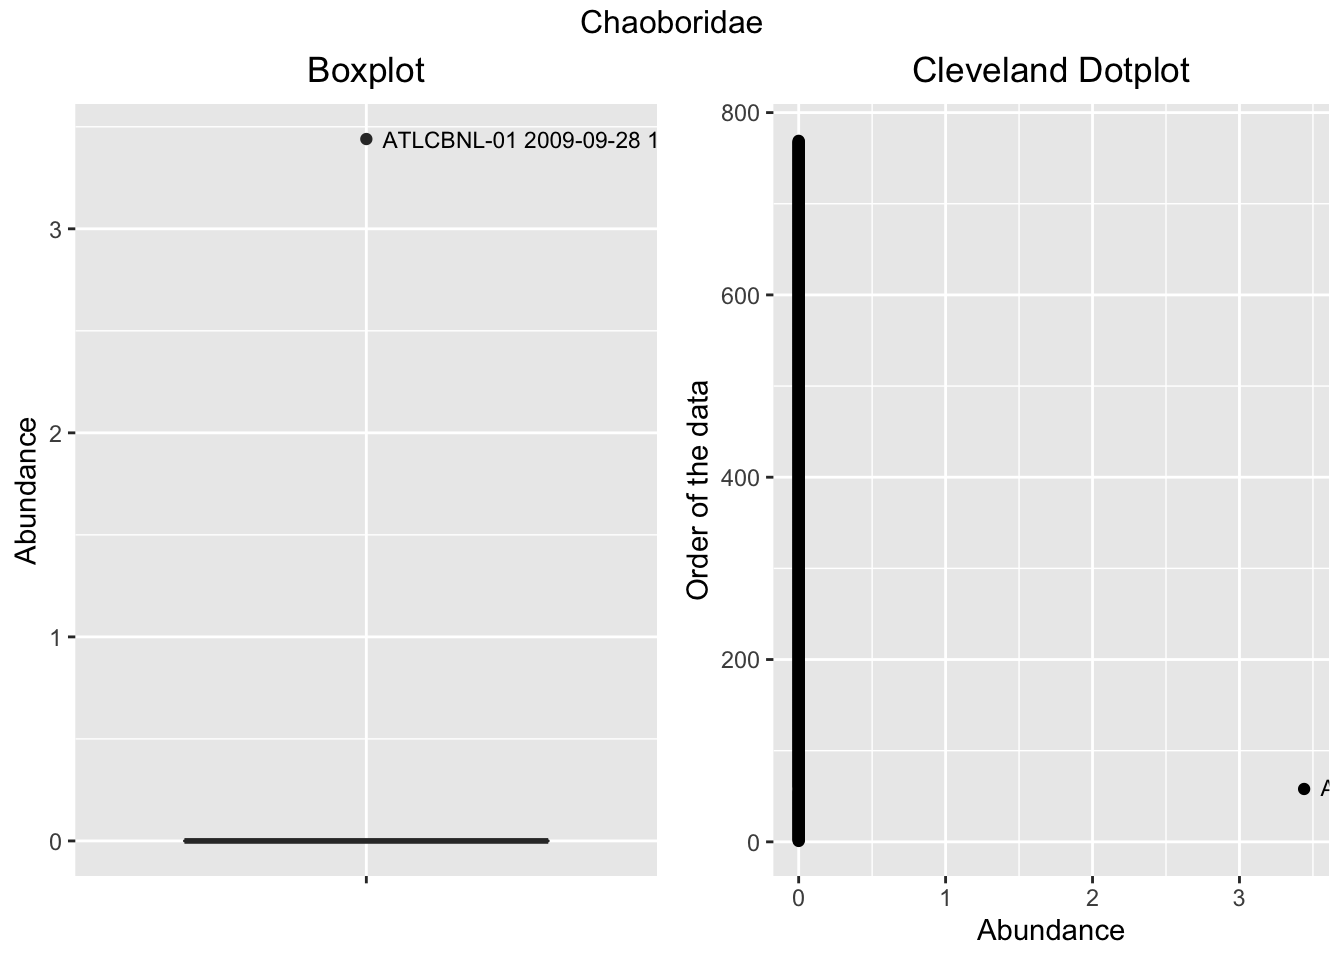 Chaoboridae
Boxplot
Abundance
3
2
1
0
ATLCBNL-01 2009-09-28 1
Cleveland Dotplot
Order of the data
800
600
400
200
0
A
0 1 2 3
Abundance